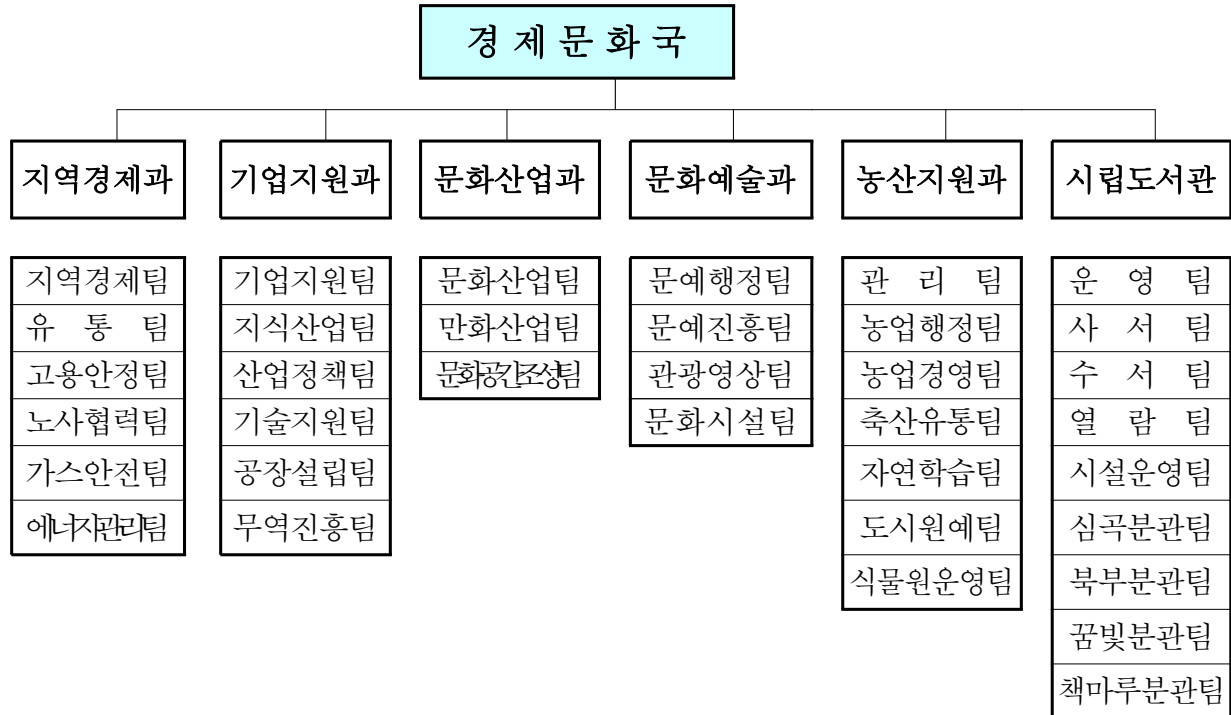 경 제 문 화 국
지역경제과 기업지원과 문화산업과 문화예술과 농산지원과 시립도서관
지역경제팀 기업지원팀 문화산업팀 문예행정팀 관 리 팀 운 영 팀
유 통 팀 지식산업팀 만화산업팀 문예진흥팀 농업행정팀 사 서 팀
고용안정팀 산업정책팀 문화공간조성팀 관광영상팀 농업경영팀 수 서 팀
노사협력팀 기술지원팀 문화시설팀 축산유통팀 열 람 팀
가스안전팀 공장설립팀 자연학습팀 시설운영팀
에너지관리팀 무역진흥팀 도시원예팀 심곡분관팀
식물원운영팀 북부분관팀
꿈빛분관팀
책마루분관팀